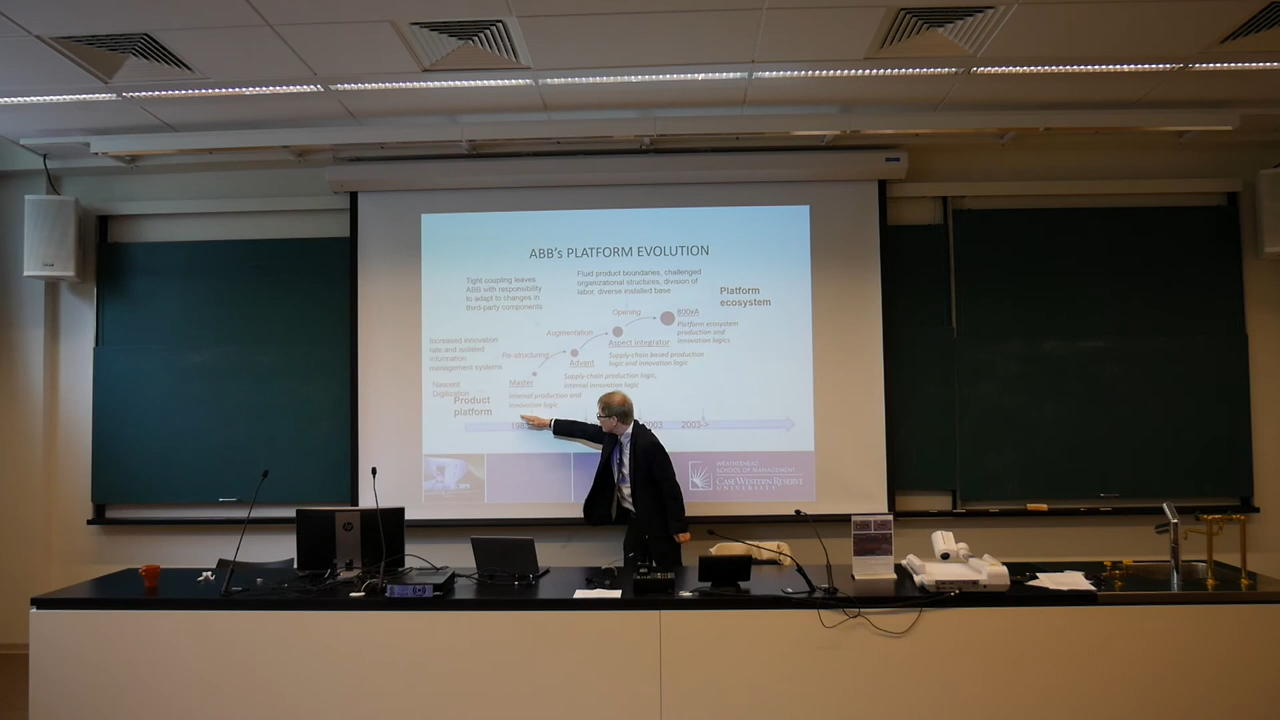 ABB's PLATFORM EVOLUTION
Tight coupling leaves
ABB with responsibility
to adapt to changes in
third-party components
Fluid product boundaries, challenged
organizational structures, division of
labor, diverse installed base
Platform
ecosystem
Opening
800xA
Platform ecosystem
production and
innovation logics
Augmentation
Aspect integrator
Supply-chain based production
logic and innovation logic
Increased innovation
rate and isolated
information
management systems
Re-structuring
Advant
Supply-chain production logic,
internal innovation logic
Nascent
Digitization
Master
Internal production and
innovation logic
Product
platform
2003
2003->
WEATHERHEAD
SCHOOL OF MANAGEMENT
CASE WESTERN RESERVE
UNIVERSITY
hp